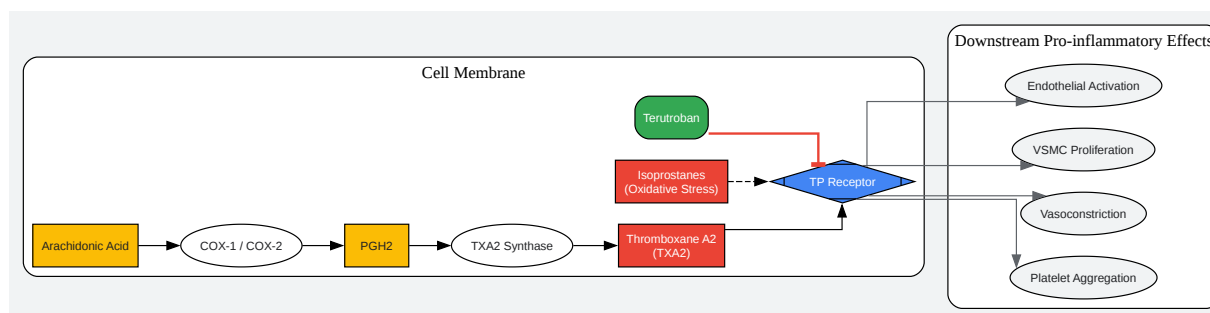 Cell Membrane
Terutroban
Isoprostanes
(Oxidative Stress)
TP Receptor
Arachidonic Acid
COX-1 / COX-2
PGH2
TXA2 Synthase
Thromboxane A2
(TXA2)
Downstream Pro-inflammatory Effects
Endothelial Activation
VSMC Proliferation
Vasoconstriction
Platelet Aggregation